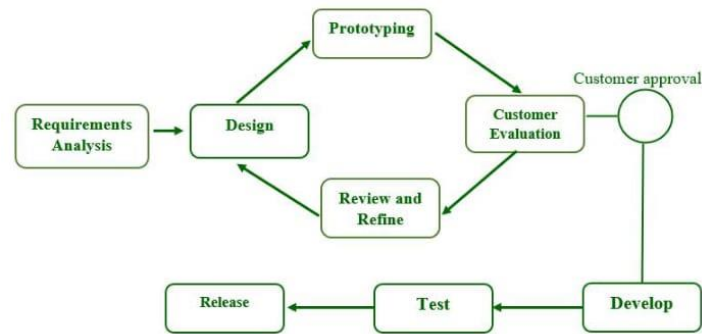 Prototyping
Customer approval
Requirements
Analysis
Design
Customer
Evaluation
Review and
Refine
Release
Test
Develop